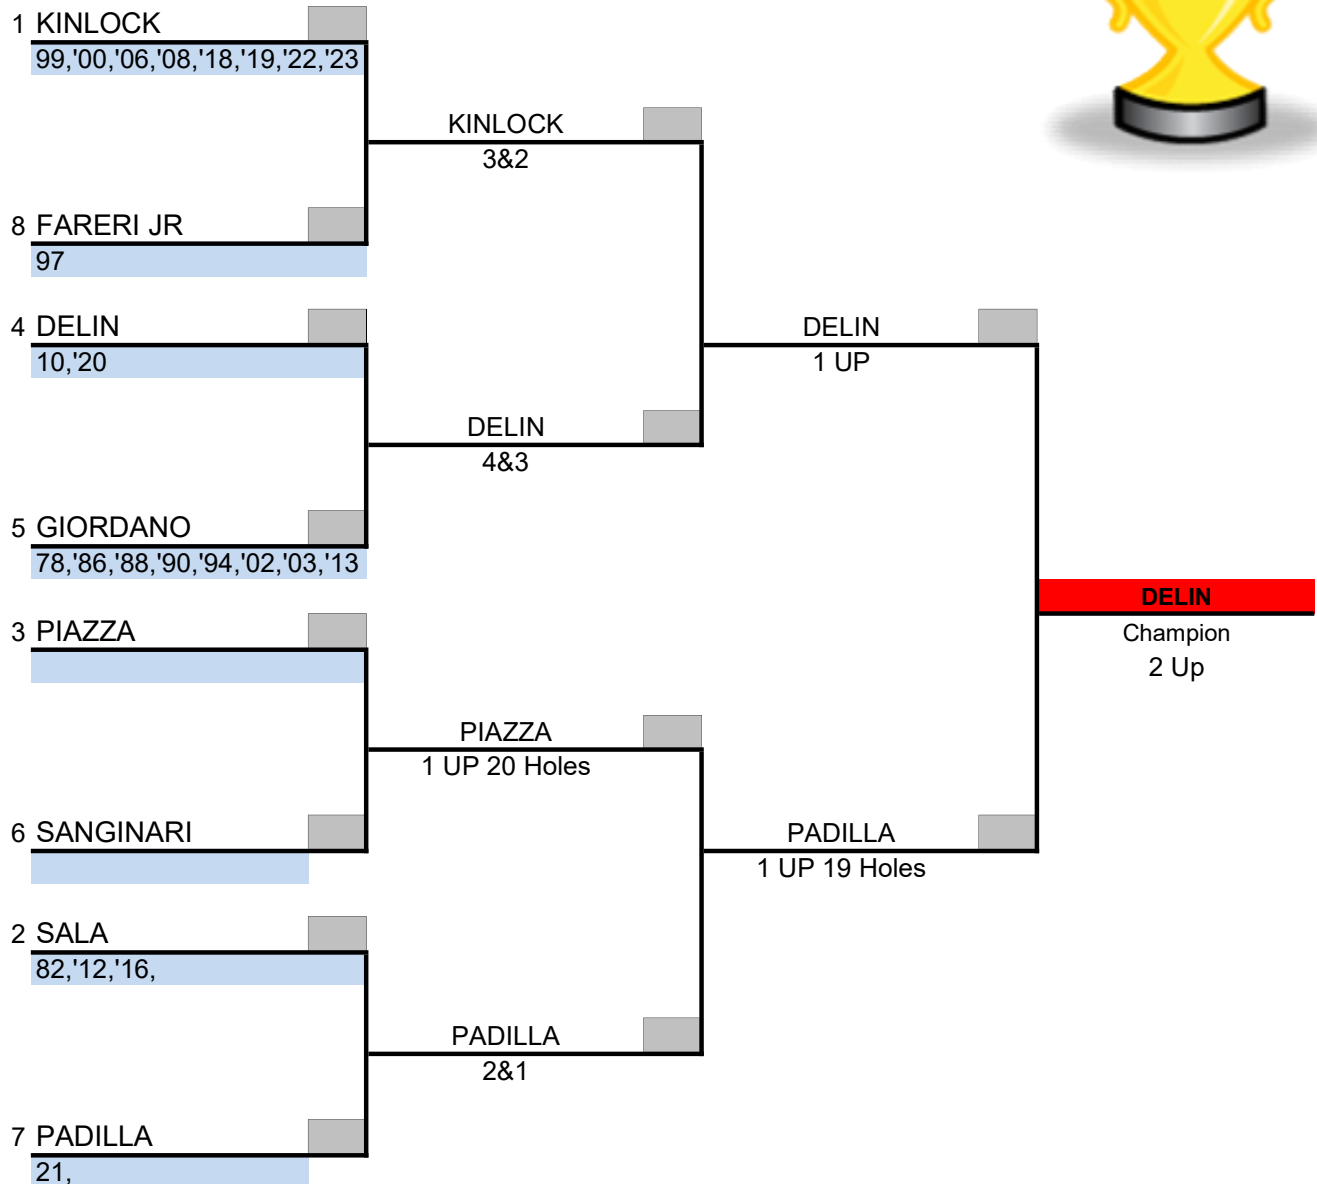 1 KINLOCK
99,'00,'06,'08,'18,'19,'22,'23
KINLOCK
3&2
8 FARERI JR
97
4 DELIN
10,'20
DELIN
1 UP
DELIN
4&3
5 GIORDANO
78,'86,'88,'90,'94,'02,'03,'13
DELIN
Champion
2 Up
3 PIAZZA
PIAZZA
1 UP 20 Holes
6 SANGINARI
PADILLA
1 UP 19 Holes
2 SALA
82,'12,'16,
PADILLA
2&1
7 PADILLA
21,